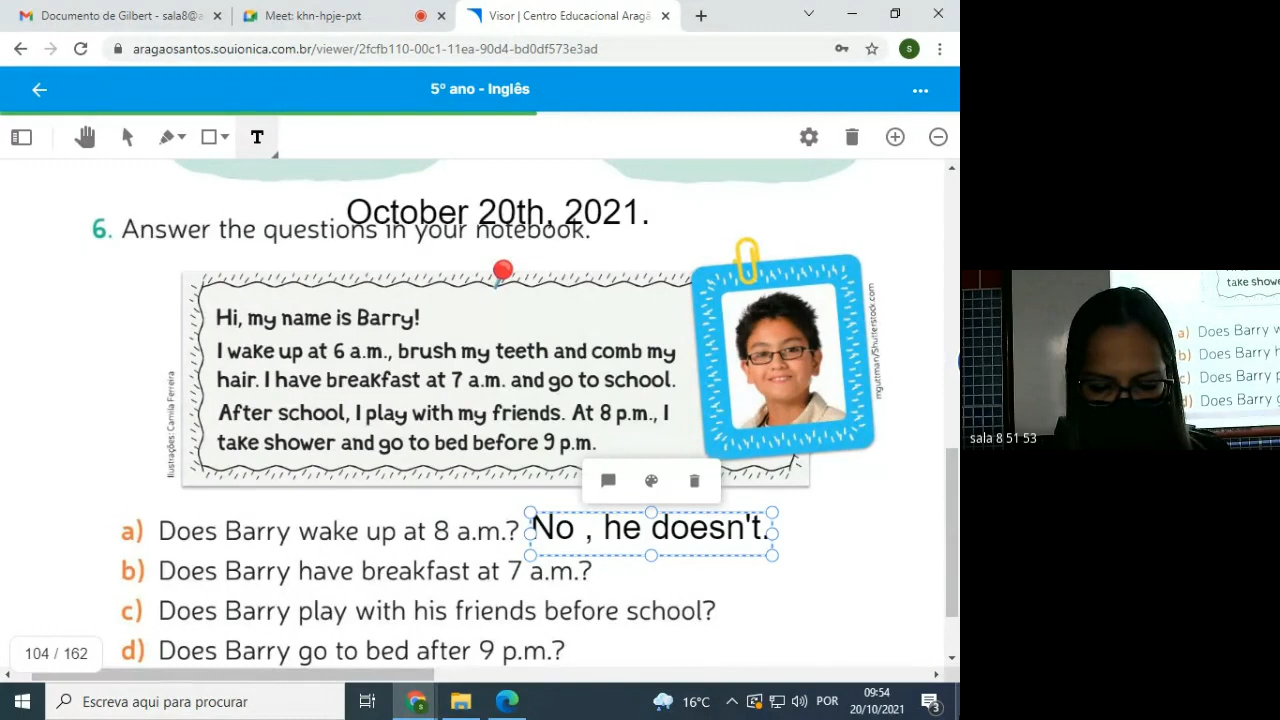 Documento de Gilbert - sala8@a
Meet: khn-hpje-pxt
Visor | Centro Educacional Aragã
aragaosantos.souionica.com.br/viewer/2fcfb110-00c1-11ea-90d4-bd0df573e3ad
S
5º ano - Inglês
T
October 20th, 2021.
6. Answer the questions in your notebook.
Hi, my name is Barry!
I wake up at 6 a.m., brush my teeth and comb my
hair. I have breakfast at 7 a.m. and go to school.
After school, I play with my friends. At 8 p.m., I
take shower and go to bed before 9 p.m.
Ilustrações: Camila Ferreira
mguttman/Shutterstock.com
a) Does Barry wake up at 8 a.m.? No , he doesn't.
b) Does Barry have breakfast at 7 a.m.?
c) Does Barry play with his friends before school?
d) Does Barry go to bed after 9 p.m.?
104 / 162
take showe
a) Does Barry w
b) Does Barry h
c) Does Barry p
d) Does Barry g
sala 8 51 53
Escreva aqui para procurar
16°C
POR
09:54
20/10/2021
3